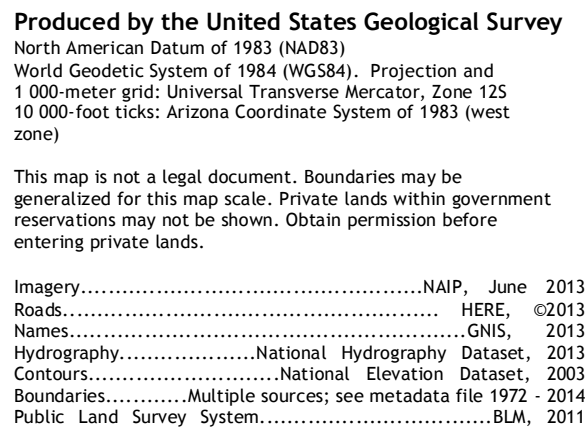 Produced by the United States Geological Survey
North American Datum of 1983 (NAD83)
World Geodetic System of 1984 (WGS84). Projection and
1 000-meter grid: Universal Transverse Mercator, Zone 12S
10 000-foot ticks: Arizona Coordinate System of 1983 (west
zone)
This map is not a legal document. Boundaries may be
generalized for this map scale. Private lands within government
reservations may not be shown. Obtain permission before
entering private lands.
Imagery..................................................NAIP, June 2013
Roads....................................................... HERE, ©2013
Names..........................................................GNIS, 2013
Hydrography....................National Hydrography Dataset, 2013
Contours............................National Elevation Dataset, 2003
Boundaries............Multiple sources; see metadata file 1972 - 2014
Public Land Survey System..................................BLM, 2011